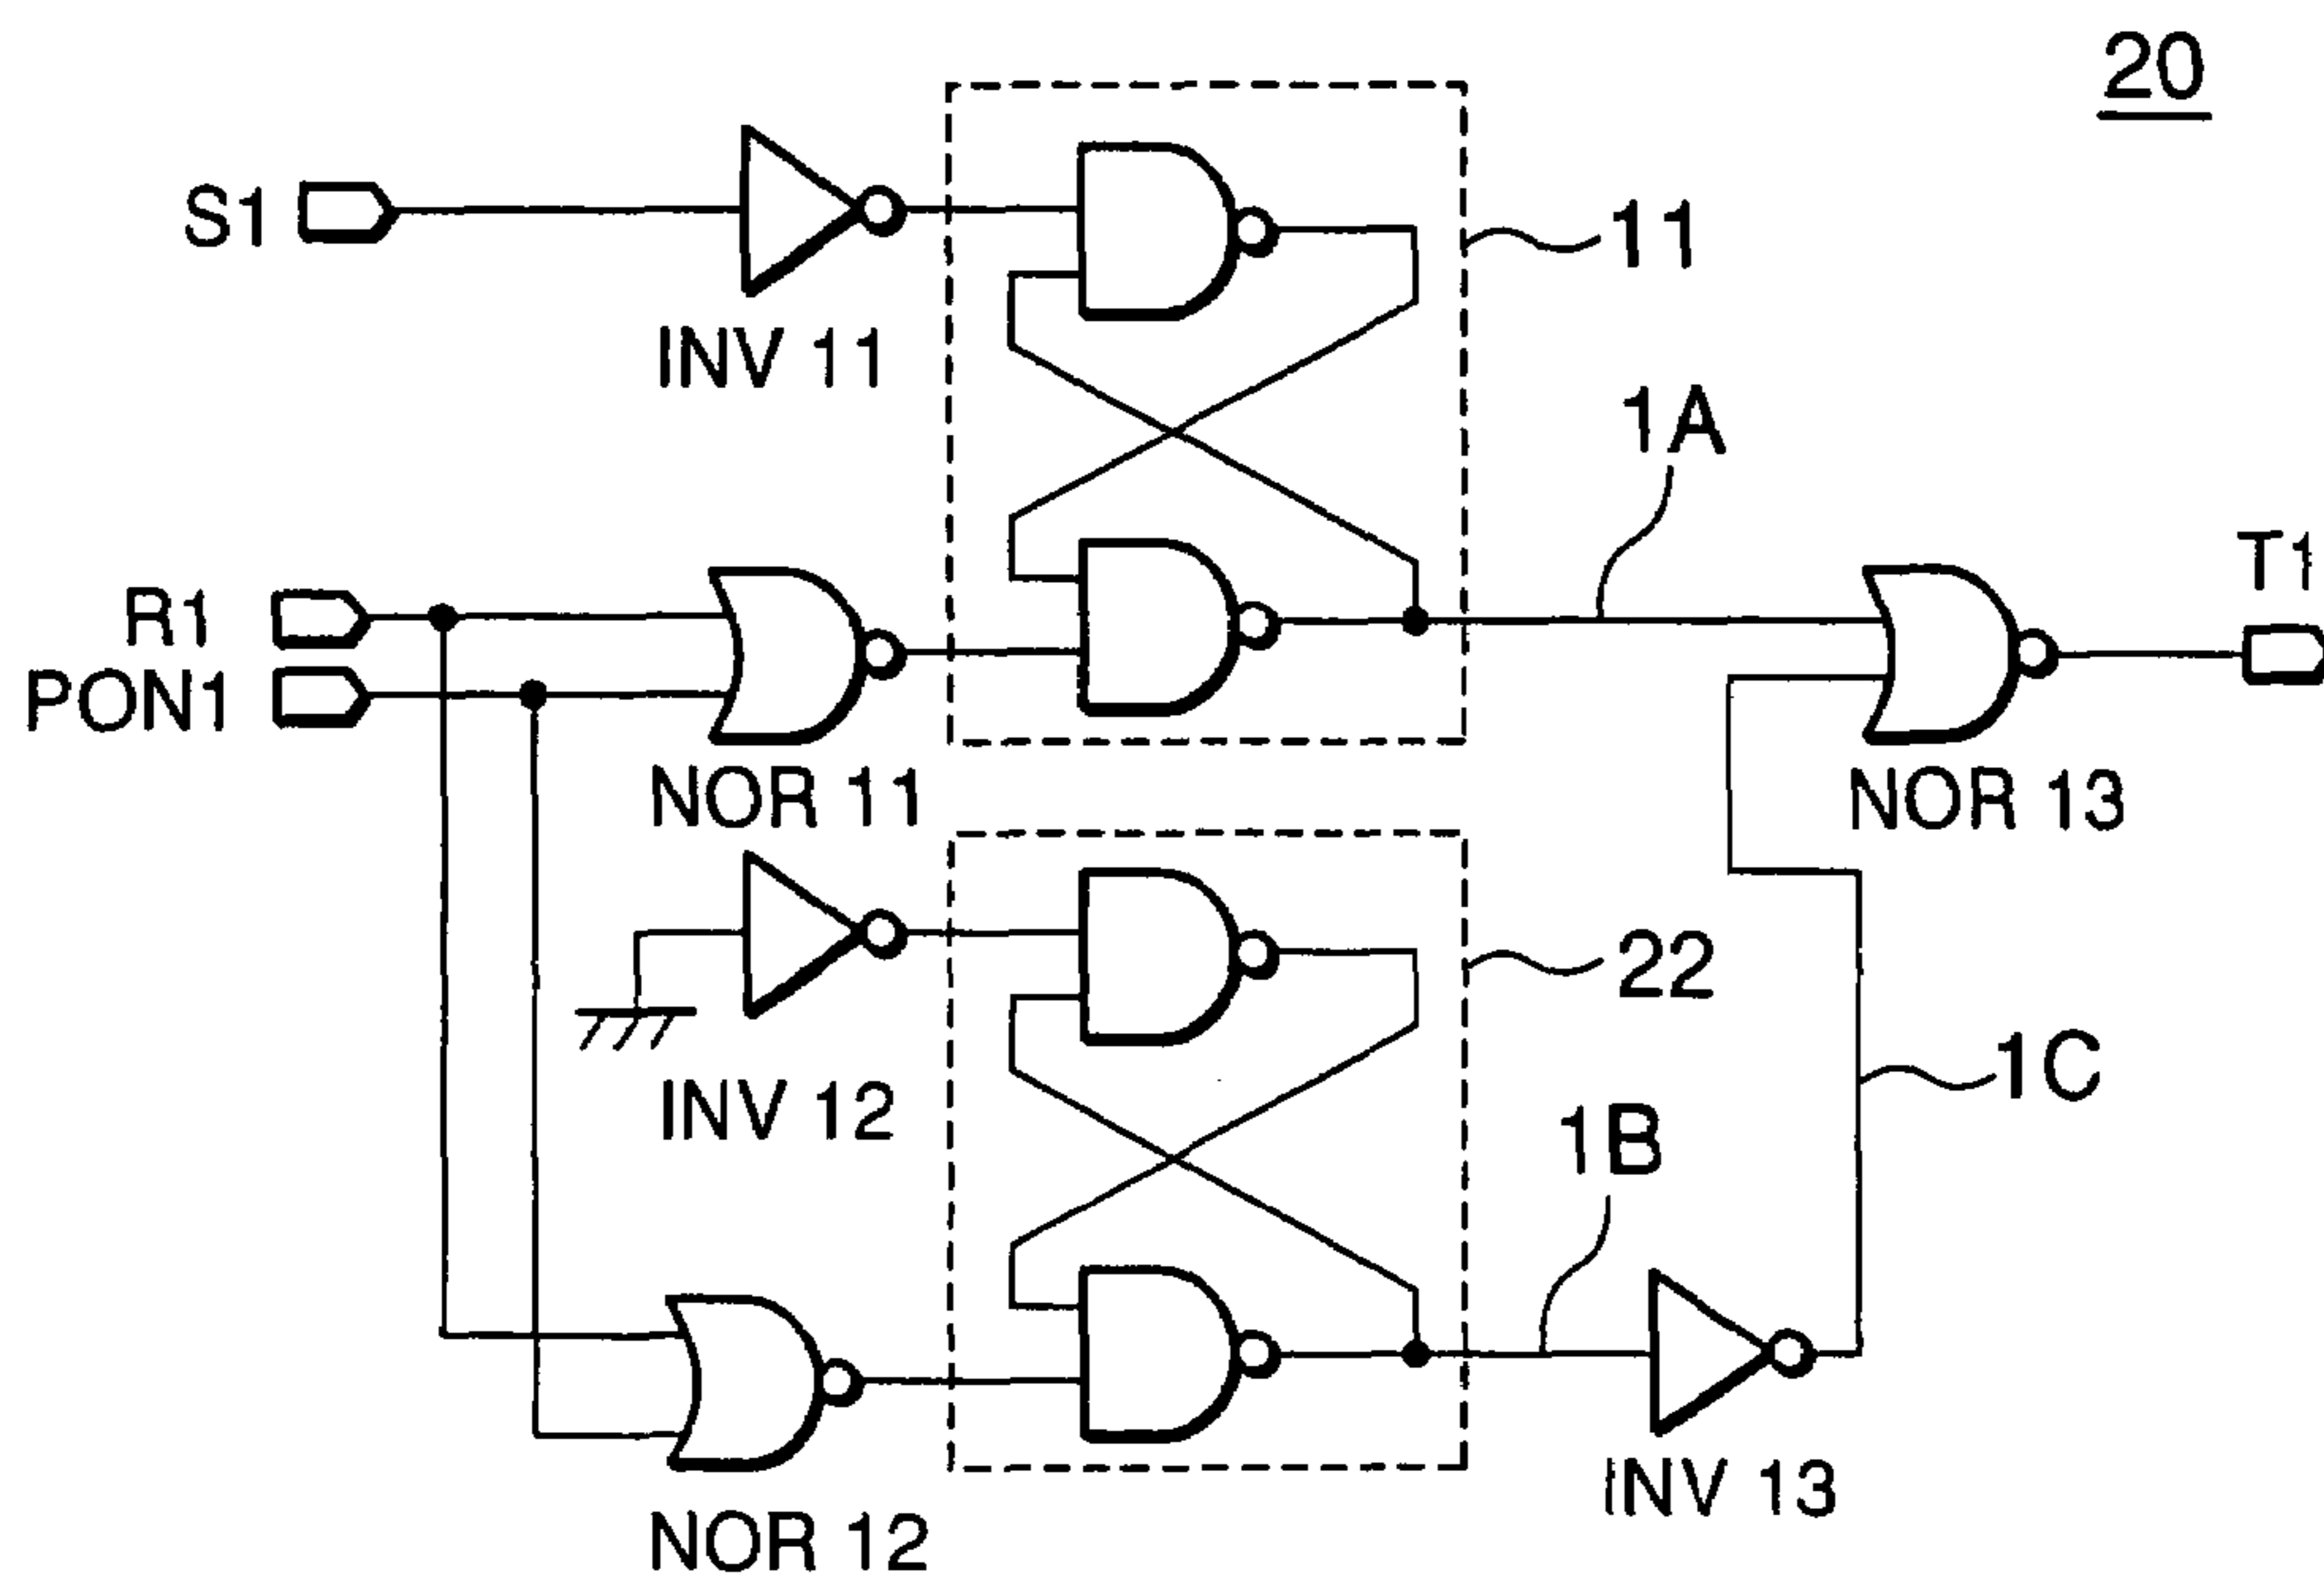 20
S1
INV 11
11
1A
R1
PON1
T1
NOR 11
NOR 13
22
INV 12
1C
1B
INV 13
NOR 12